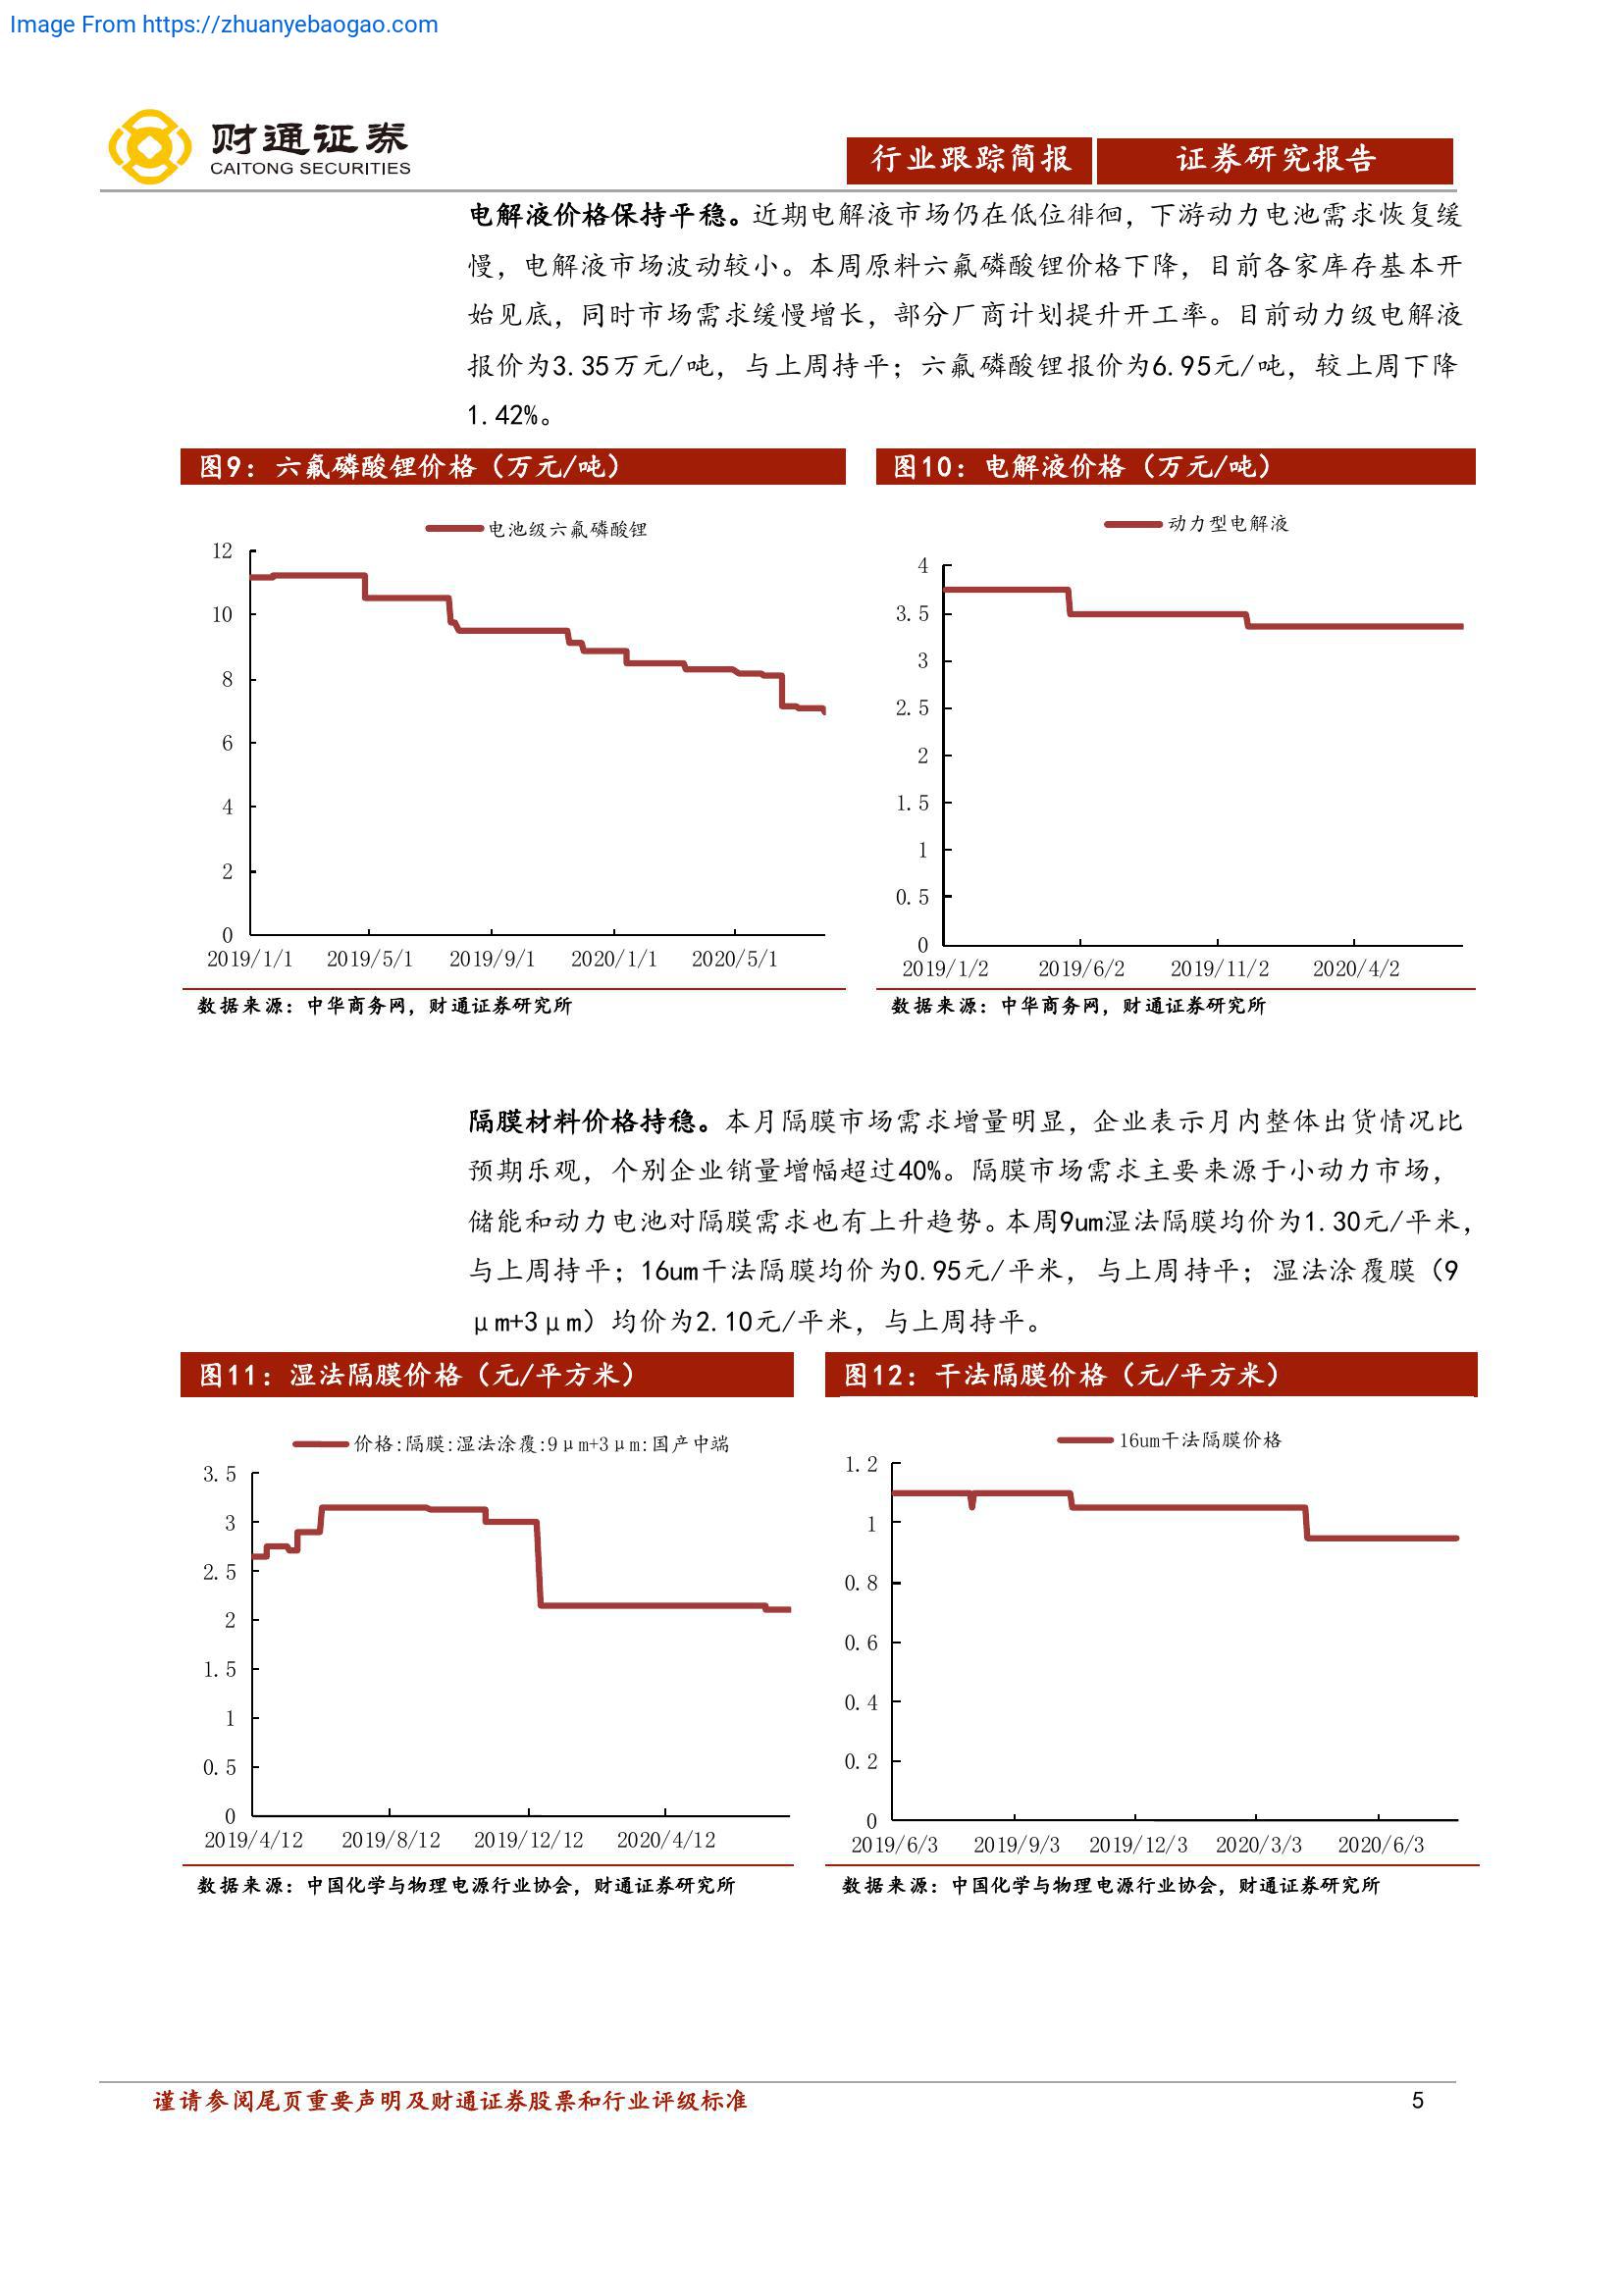 Image From https://zhuanyebaogao.com
财通证券
CAITONG SECURITIES
行业跟踪简报 证券研究报告
电解液价格保持平稳。近期电解液市场仍在低位徘徊，下游动力电池需求恢复缓
慢，电解液市场波动较小。本周原料六氟磷酸锂价格下降，目前各家库存基本开
始见底，同时市场需求缓慢增长，部分厂商计划提升开工率。目前动力级电解液
报价为3.35万元/吨，与上周持平；六氟磷酸锂报价为6.95元/吨，较上周下降
1.42%。
图9：六氟磷酸锂价格（万元/吨）
电池级六氟磷酸锂
12
10
8
6
4
2
0
2019/1/1 2019/5/1 2019/9/1 2020/1/1 2020/5/1
数据来源：中华商务网，财通证券研究所
图10：电解液价格（万元/吨）
动力型电解液
4
3.5
3
2.5
2
1.5
1
0.5
0
2019/1/2 2019/6/2 2019/11/2 2020/4/2
数据来源：中华商务网，财通证券研究所
隔膜材料价格持稳。本月隔膜市场需求增量明显，企业表示月内整体出货情况比
预期乐观，个别企业销量增幅超过40%。隔膜市场需求主要来源于小动力市场，
储能和动力电池对隔膜需求也有上升趋势。本周9um湿法隔膜均价为1.30元/平米，
与上周持平；16um干法隔膜均价为0.95元/平米，与上周持平；湿法涂覆膜（9
μm+3μm）均价为2.10元/平米，与上周持平。
图11：湿法隔膜价格（元/平方米）
价格:隔膜:湿法涂覆:9μm+3μm:国产中端
3.5
3
2.5
2
1.5
1
0.5
0
2019/4/12 2019/8/12 2019/12/12 2020/4/12
数据来源：中国化学与物理电源行业协会，财通证券研究所
图12：干法隔膜价格（元/平方米）
16um干法隔膜价格
1.2
1
0.8
0.6
0.4
0.2
0
2019/6/3 2019/9/3 2019/12/3 2020/3/3 2020/6/3
数据来源：中国化学与物理电源行业协会，财通证券研究所
谨请参阅尾页重要声明及财通证券股票和行业评级标准 5